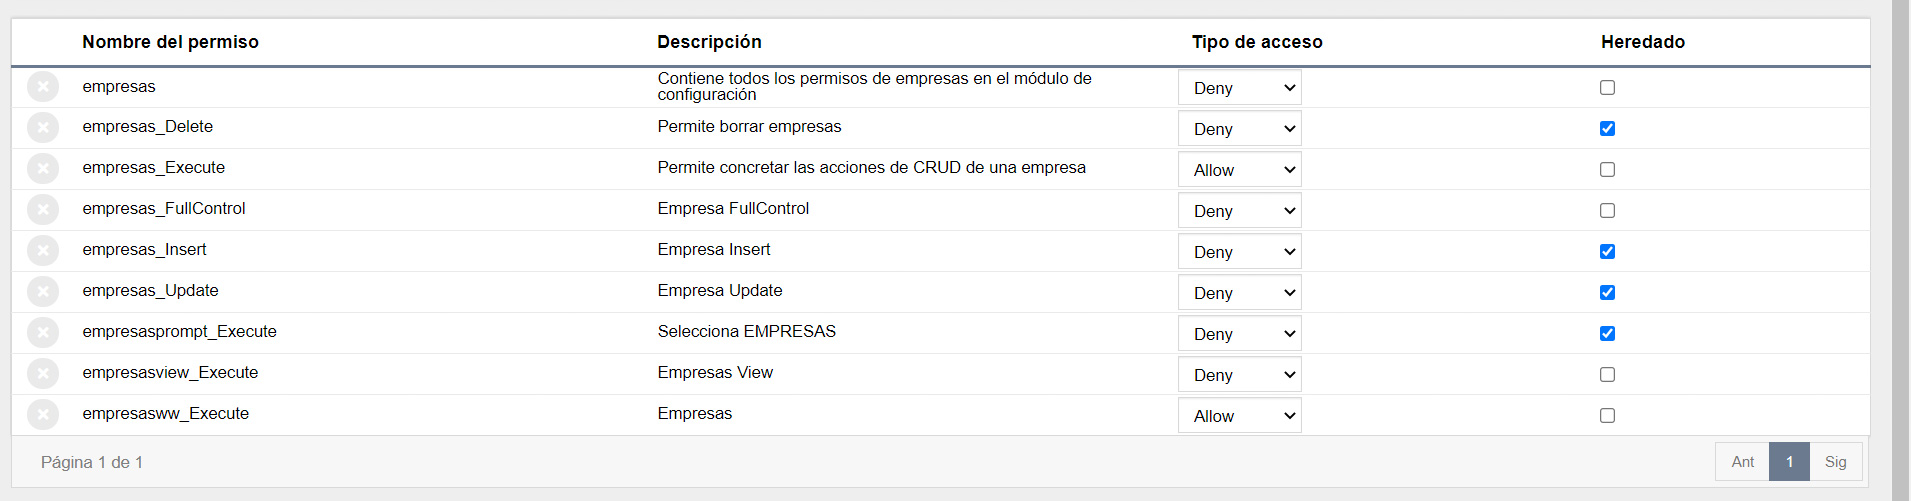 Nombre del permiso Descripción Tipo de acceso Heredado
empresas Contiene todos los permisos de empresas en el módulo de configuración Deny
empresas_Delete Permite borrar empresas Deny
empresas_Execute Permite concretar las acciones de CRUD de una empresa Allow
empresas_FullControl Empresa FullControl Deny
empresas_Insert Empresa Insert Deny
empresas_Update Empresa Update Deny
empresasprompt_Execute Selecciona EMPRESAS Deny
empresasview_Execute Empresas View Deny
empresasww_Execute Empresas Allow
Página 1 de 1 Ant 1 Sig